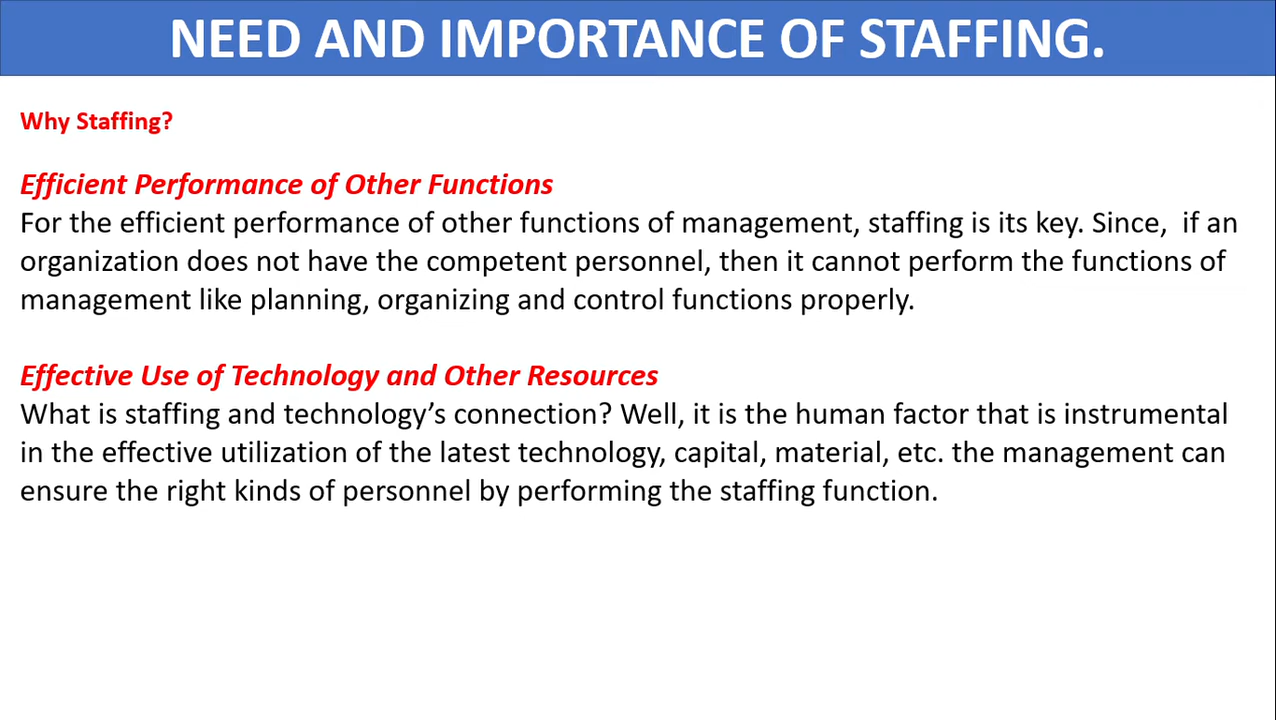 NEED AND IMPORTANCE OF STAFFING.
Why Staffing?
Efficient Performance of Other Functions
For the efficient performance of other functions of management, staffing is its key. Since,  if an
organization does not have the competent personnel, then it cannot perform the functions of
management like planning, organizing and control functions properly.
Effective Use of Technology and Other Resources
What is staffing and technology’s connection? Well, it is the human factor that is instrumental
in the effective utilization of the latest technology, capital, material, etc. the management can
ensure the right kinds of personnel by performing the staffing function.